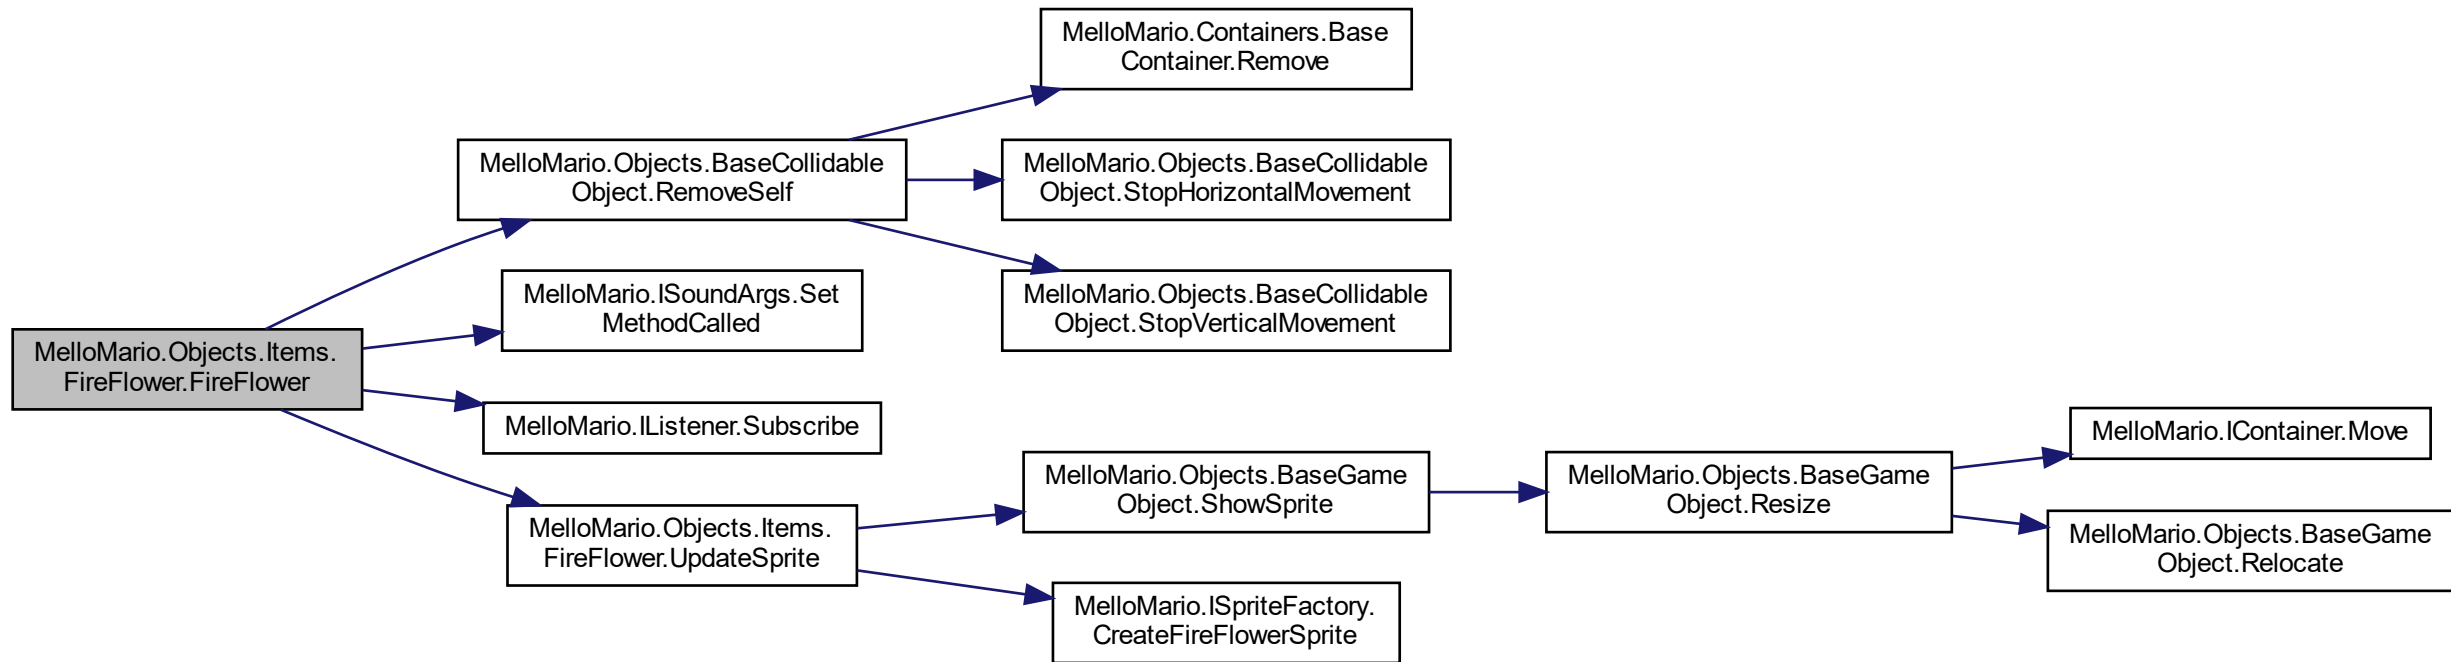 MelloMario.Objects.Items.
FireFlower.FireFlower
MelloMario.Objects.BaseCollidable
Object.RemoveSelf
MelloMario.Containers.Base
Container.Remove
MelloMario.Objects.BaseCollidable
Object.StopHorizontalMovement
MelloMario.Objects.BaseCollidable
Object.StopVerticalMovement
MelloMario.ISoundArgs.Set
MethodCalled
MelloMario.IListener.Subscribe
MelloMario.Objects.Items.
FireFlower.UpdateSprite
MelloMario.Objects.BaseGame
Object.ShowSprite
MelloMario.Objects.BaseGame
Object.Resize
MelloMario.IContainer.Move
MelloMario.Objects.BaseGame
Object.Relocate
MelloMario.ISpriteFactory.
CreateFireFlowerSprite